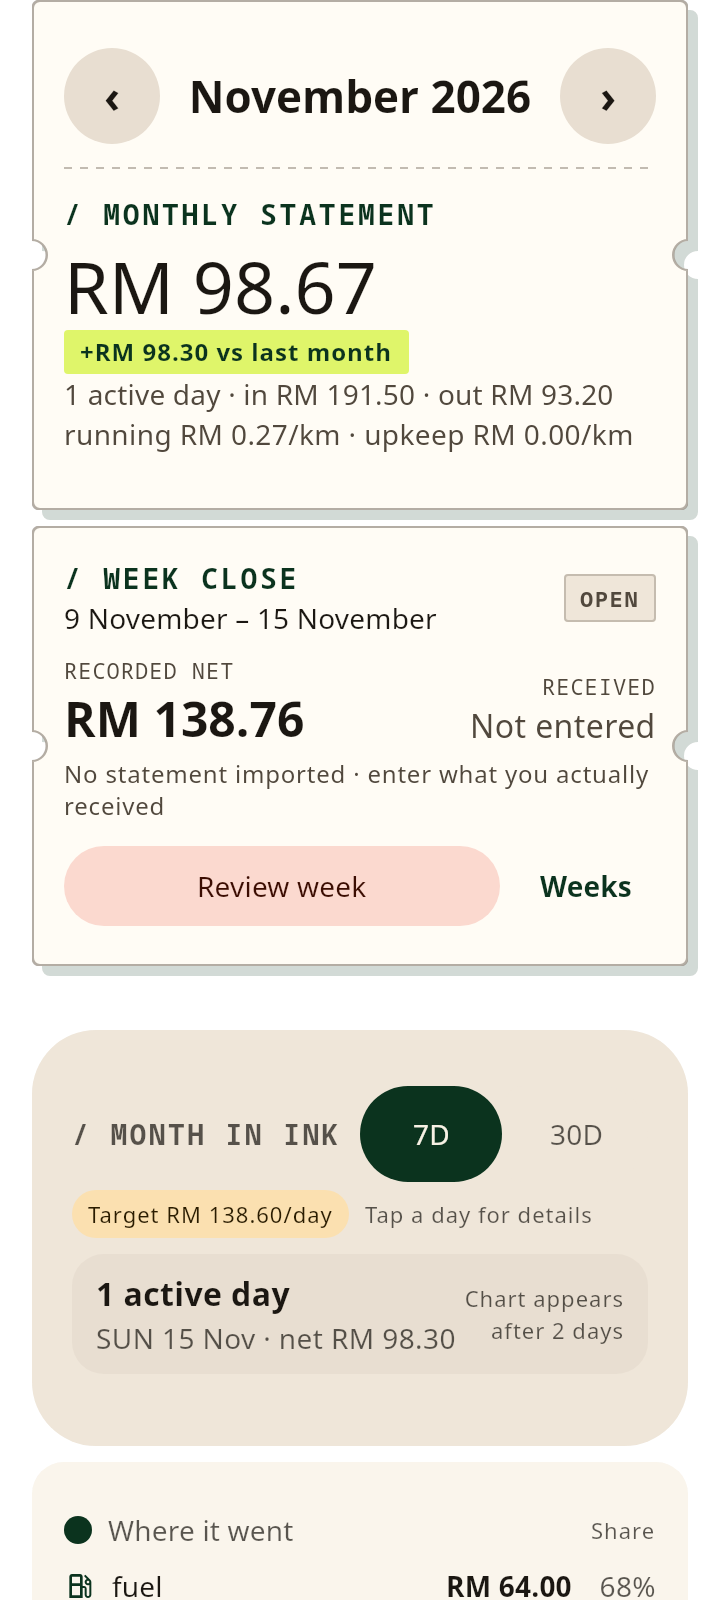 ‹ November 2026 ›
/ MONTHLY STATEMENT
RM 98.67
+RM 98.30 vs last month
1 active day · in RM 191.50 · out RM 93.20
running RM 0.27/km · upkeep RM 0.00/km
/ WEEK CLOSE
OPEN
9 November – 15 November
RECORDED NET
RM 138.76
RECEIVED
Not entered
No statement imported · enter what you actually
received
Review week
Weeks
/ MONTH IN INK
7D
30D
Target RM 138.60/day
Tap a day for details
1 active day
SUN 15 Nov · net RM 98.30
Chart appears
after 2 days
Where it went
Share
fuel RM 64.00 68%